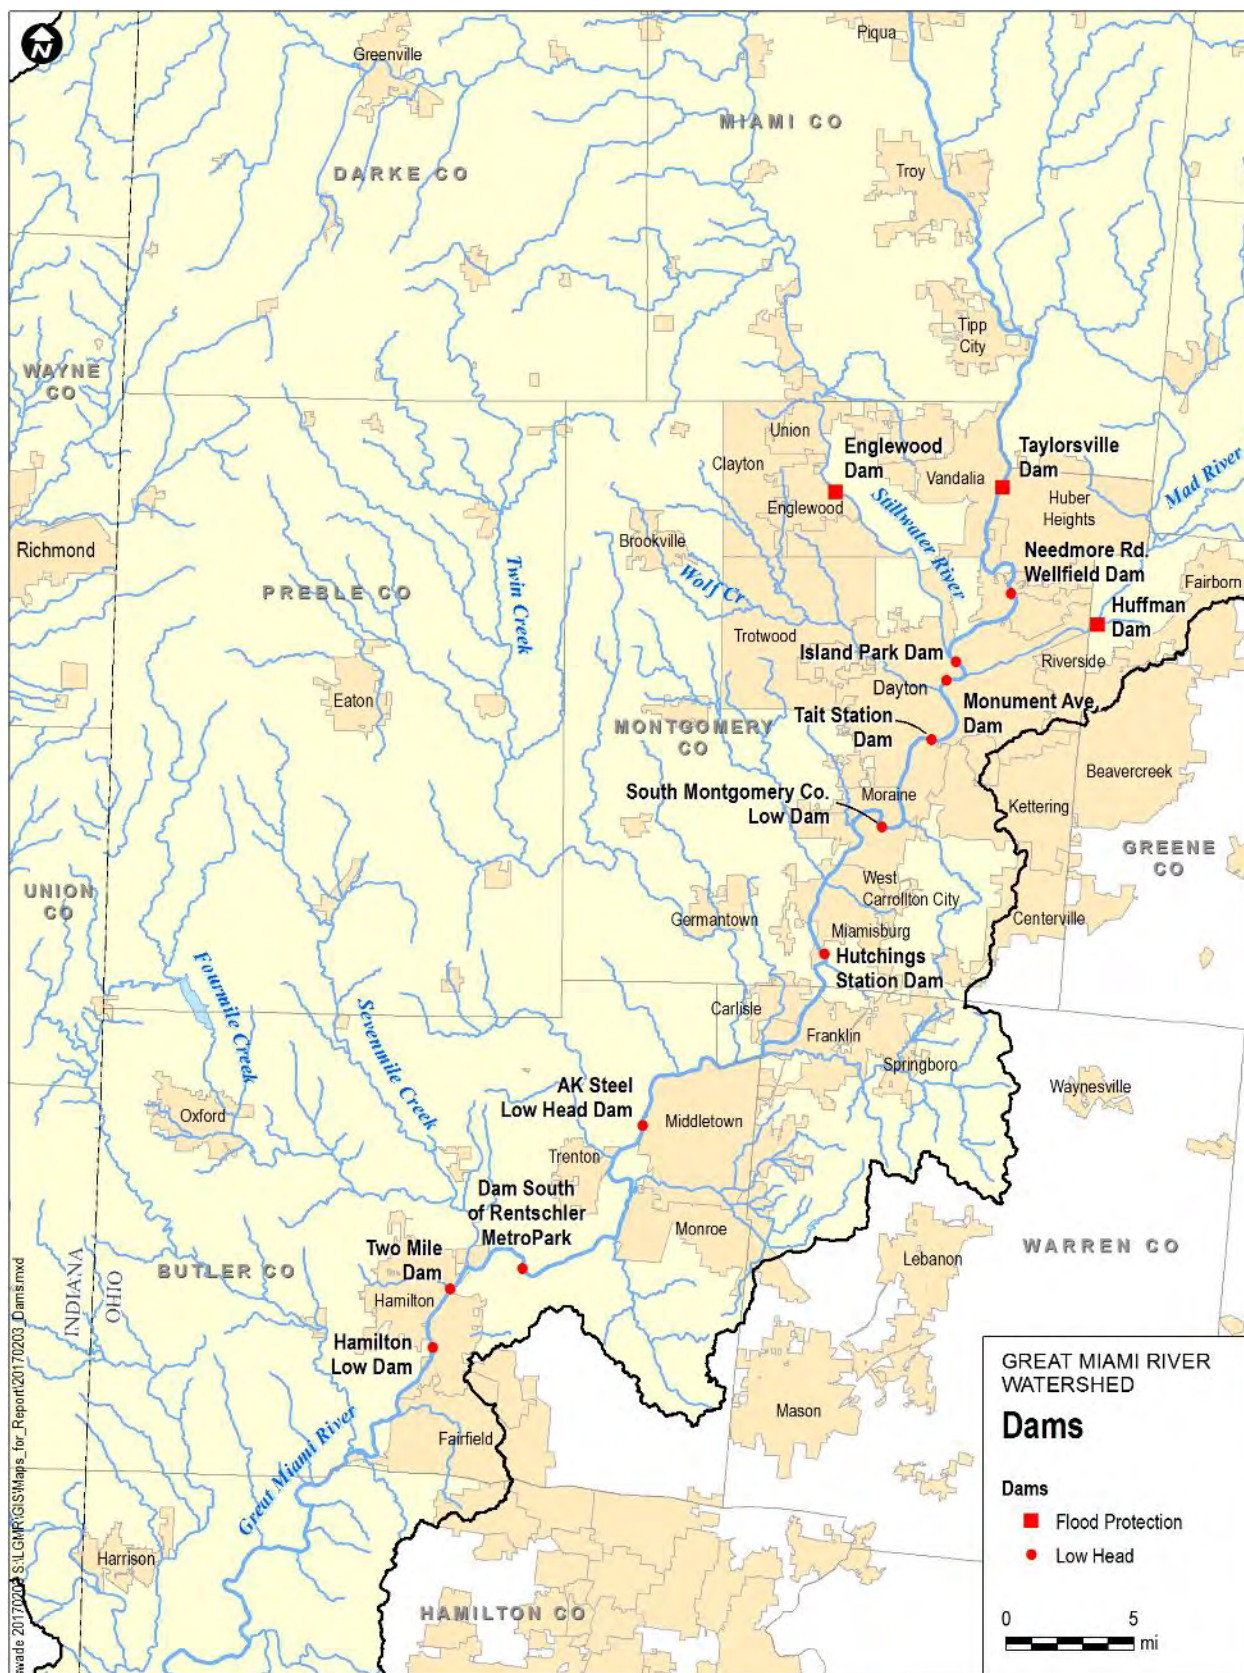 N
Piqua
Greenville
MIAMI CO
DARKE CO
Troy
Tipp
City
WAYNE
CO
Union
Englewood
Dam
Taylorsville
Dam
Clayton
Vandalia
Mad River
Huber
Heights
Englewood
Stillwater River
Richmond
Brookville
Needmore Rd.
Wellfield Dam
Fairborn
PREBLE CO
Twin Creek
Wolf Cr
Huffman
Dam
Trotwood
Island Park Dam
Riverside
Eaton
Dayton
Monument Ave.
Dam
MONTGOMERY
CO
Tait Station
Dam
Beavercreek
South Montgomery Co.
Low Dam
Moraine
Kettering
GREENE
CO
UNION
CO
West
Carrollton City
Germantown
Centerville
Miamisburg
Hutchings
Station Dam
Fourmile Creek
Sevenmile Creek
Carlisle
Franklin
Springboro
AK Steel
Low Head Dam
Waynesville
Oxford
Middletown
Trenton
Dam South
of Rentschler
MetroPark
Monroe
Two Mile
Dam
Lebanon
WARREN CO
BUTLER CO
INDIANA
OHIO
Hamilton
Hamilton
Low Dam
Mason
Fairfield
Great Miami River
Harrison
HAMILTON CO
GREAT MIAMI RIVER
WATERSHED
Dams
Dams
Flood Protection
Low Head
0 5
mi
S:\LGMR\GIS\Maps_for_Report\20170203_Dams.mxd